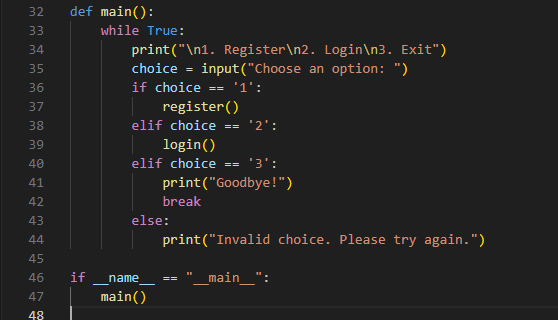 32 def main():
33     while True:
34         print("\n1. Register\n2. Login\n3. Exit")
35         choice = input("Choose an option: ")
36         if choice == '1':
37             register()
38         elif choice == '2':
39             login()
40         elif choice == '3':
41             print("Goodbye!")
42             break
43         else:
44             print("Invalid choice. Please try again.")
45
46 if __name__ == "__main__":
47     main()
48